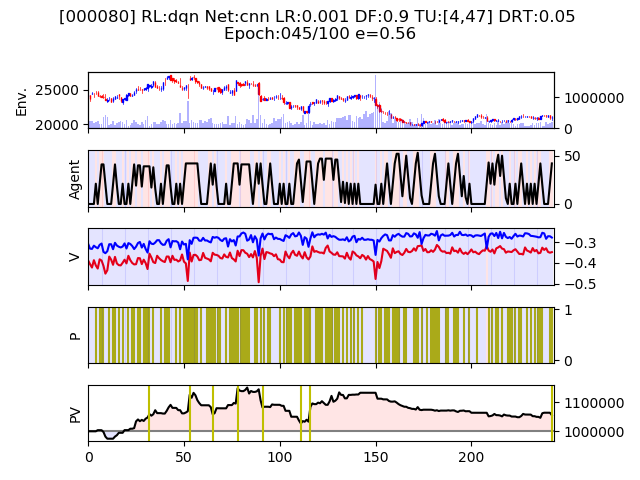 [000080] RL:dqn Net:cnn LR:0.001 DF:0.9 TU:[4,47] DRT:0.05
Epoch:045/100 e=0.56
Env.
25000
20000
1000000
0
Agent
50
0
V
−0.3
−0.4
−0.5
P
1
0
PV
1100000
1000000
0
50
100
150
200